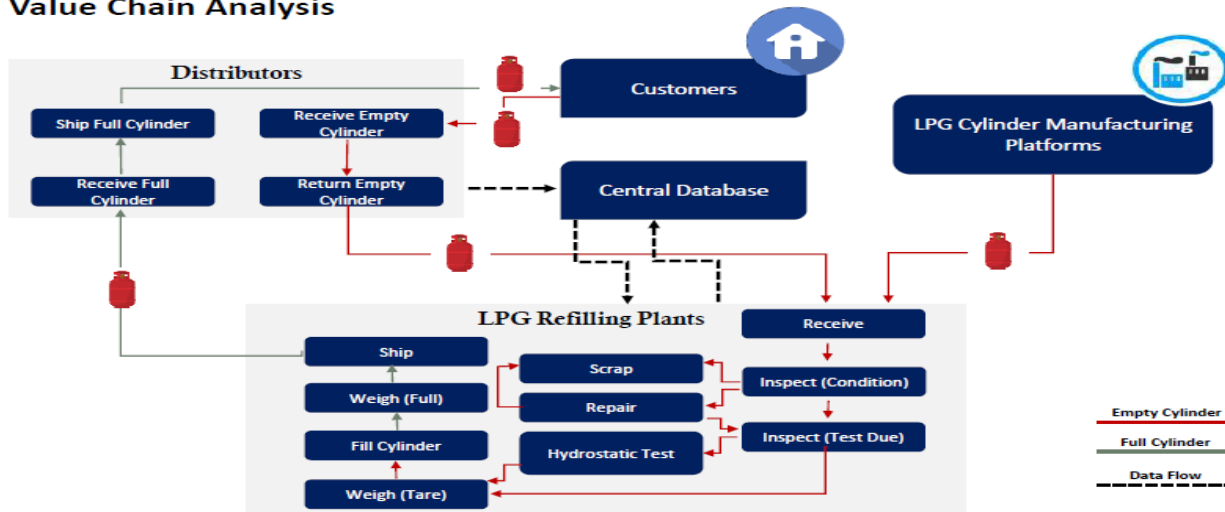 Value Chain Analysis
Distributors
Ship Full Cylinder
Receive Empty
Cylinder
Receive Full
Cylinder
Return Empty
Cylinder
Customers
Central Database
LPG Cylinder Manufacturing
Platforms
LPG Refilling Plants
Receive
Ship
Scrap
Inspect (Condition)
Weigh (Full)
Repair
Fill Cylinder
Hydrostatic Test
Inspect (Test Due)
Weigh (Tare)
Empty Cylinder
Full Cylinder
Data Flow